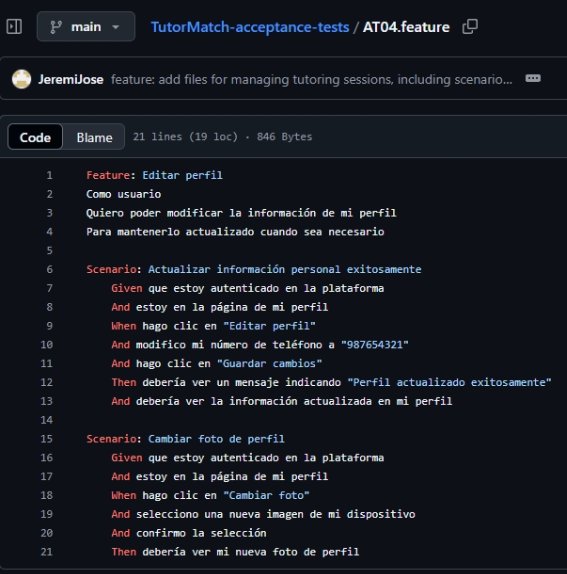 main
TutorMatch-acceptance-tests / AT04.feature
JeremiJose feature: add files for managing tutoring sessions, including scenario...
Code Blame 21 lines (19 loc) · 846 Bytes
1 Feature: Editar perfil
2 Como usuario
3 Quiero poder modificar la información de mi perfil
4 Para mantenerlo actualizado cuando sea necesario
5
6 Scenario: Actualizar información personal exitosamente
7 Given que estoy autenticado en la plataforma
8 And estoy en la página de mi perfil
9 When hago clic en "Editar perfil"
10 And modifico mi número de teléfono a "987654321"
11 And hago clic en "Guardar cambios"
12 Then debería ver un mensaje indicando "Perfil actualizado exitosamente"
13 And debería ver la información actualizada en mi perfil
14
15 Scenario: Cambiar foto de perfil
16 Given que estoy autenticado en la plataforma
17 And estoy en la página de mi perfil
18 When hago clic en "Cambiar foto"
19 And selecciono una nueva imagen de mi dispositivo
20 And confirmo la selección
21 Then debería ver mi nueva foto de perfil